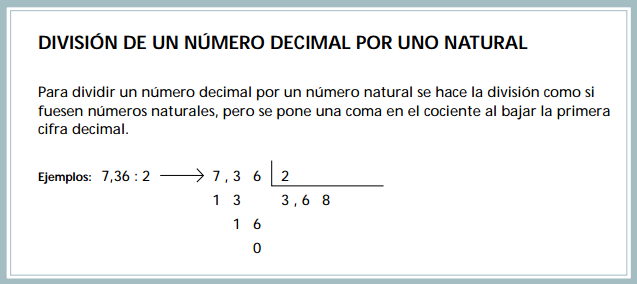 DIVISIÓN DE UN NÚMERO DECIMAL POR UNO NATURAL
Para dividir un número decimal por un número natural se hace la división como si
fuesen números naturales, pero se pone una coma en el cociente al bajar la primera
cifra decimal.
Ejemplos: 7,36 : 2 → 7 , 3 6 2
1 3 3 , 6 8
1 6
0